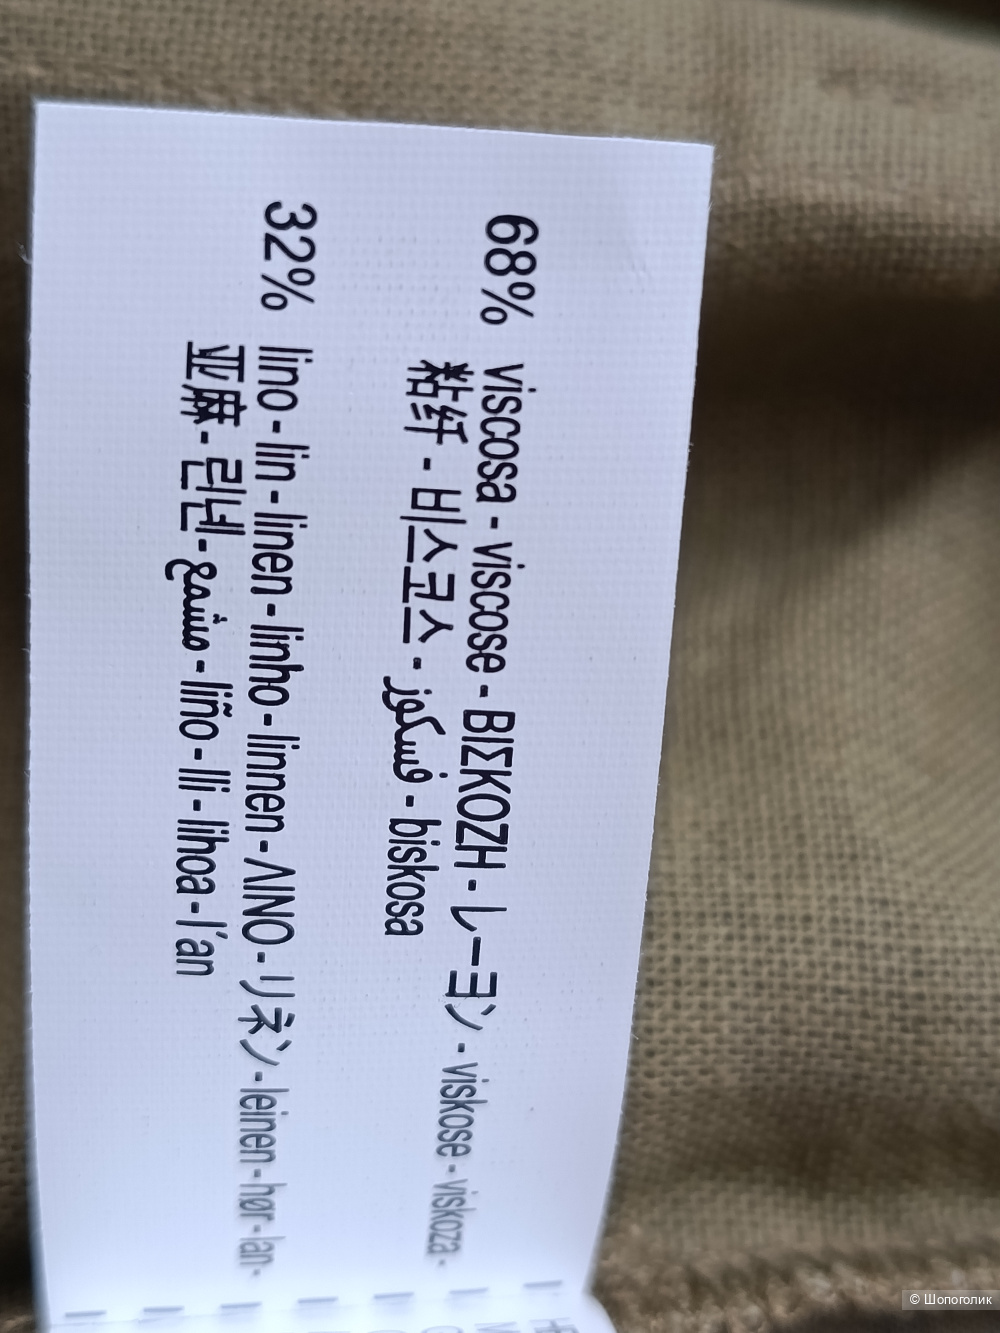 68% viscosa - viscose - ΒΙΣΚΟΖΗ - レーヨン - viskose - viskoza -
粘纤 - 비스코스 - فسكوز - biskosa
32% lino - lin - linen - linho - linnen - ΛΙΝΟ - リネン - leinen - hør - lan -
亚麻 - 린넨 - مشمع - liño - lli - lihoa - l'an
© Шопоголик